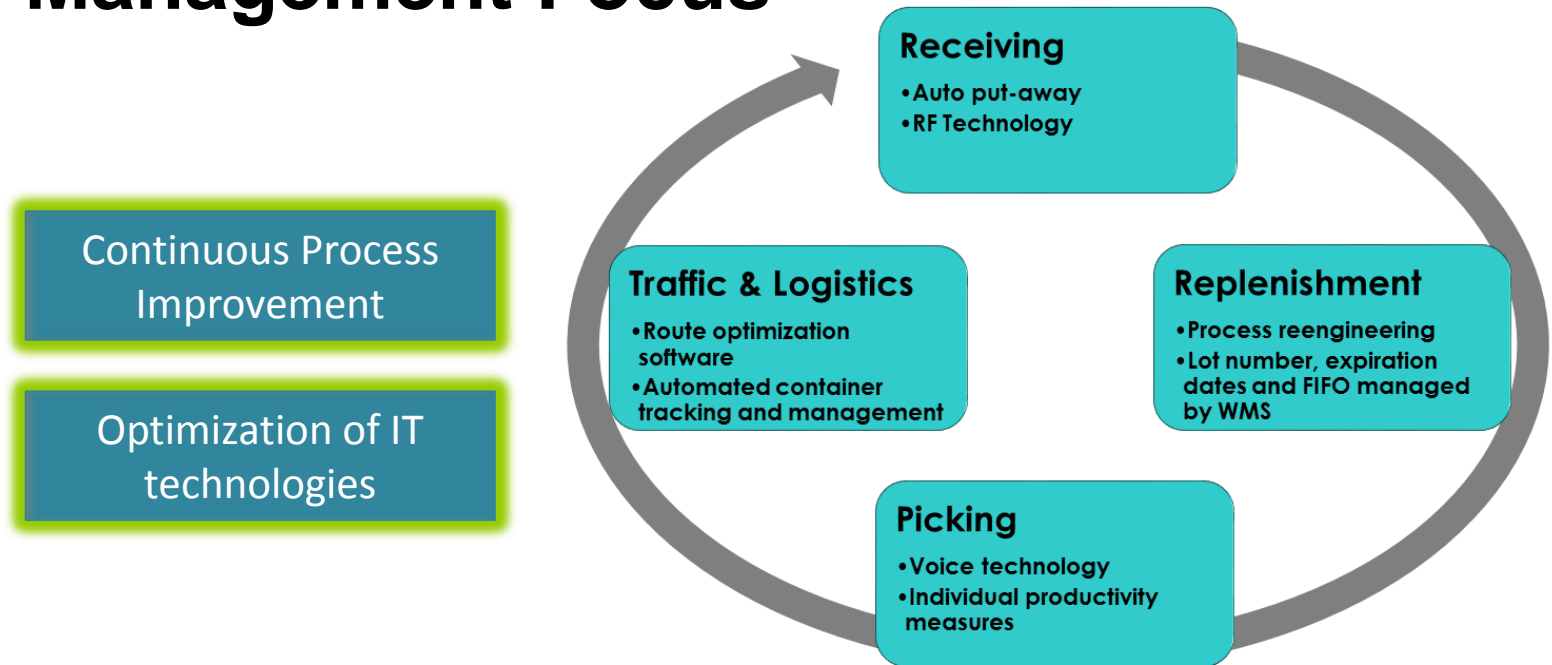 Management Focus
Continuous Process
Improvement
Optimization of IT
technologies
Receiving
•Auto put-away
•RF Technology
Traffic & Logistics
•Route optimization
software
•Automated container
tracking and management
Replenishment
•Process reengineering
•Lot number, expiration
dates and FIFO managed
by WMS
Picking
•Voice technology
•Individual productivity
measures